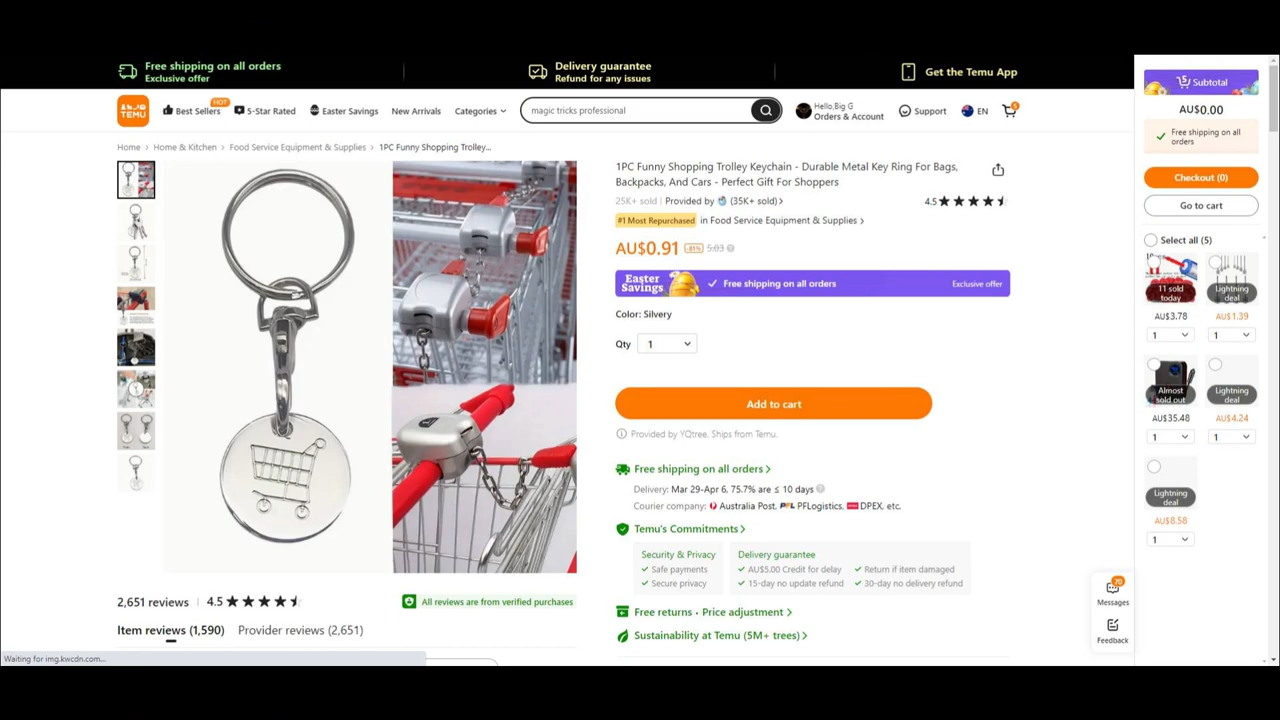 Free shipping on all orders
Exclusive offer
Delivery guarantee
Refund for any issues
Get the Temu App
TEMU
Best Sellers
HOT
5-Star Rated
Easter Savings
New Arrivals
Categories
magic tricks professional
Hello, Big G
Orders & Account
Support
EN
Home > Home & Kitchen > Food Service Equipment & Supplies > 1PC Funny Shopping Trolley...
1PC Funny Shopping Trolley Keychain - Durable Metal Key Ring For Bags,
Backpacks, And Cars - Perfect Gift For Shoppers
25K+ sold | Provided by (35K+ sold) >
4.5
#1 Most Repurchased in Food Service Equipment & Supplies >
AU$0.91 -81% 5.03
Easter
Savings
Free shipping on all orders
Exclusive offer
Color: Silvery
Qty 1
Add to cart
Provided by YQtree. Ships from Temu.
Free shipping on all orders >
Delivery: Mar 29-Apr 6, 75.7% are ≤ 10 days
Courier company: Australia Post, PFL PFLogistics, DPEX, etc.
Temu's Commitments >
Security & Privacy
Safe payments
Secure privacy
Delivery guarantee
AU$5.00 Credit for delay
Return if item damaged
15-day no update refund
30-day no delivery refund
Free returns • Price adjustment >
Sustainability at Temu (5M+ trees) >
2,651 reviews | 4.5
All reviews are from verified purchases
Item reviews (1,590)
Provider reviews (2,651)
Waiting for img.kwcdn.com...
Subtotal
AU$0.00
Free shipping on all
orders
Checkout (0)
Go to cart
Select all (5)
11 sold
today
Lightning
deal
AU$3.78
AU$1.39
1
1
Almost
sold out
Lightning
deal
AU$35.48
AU$4.24
1
1
Lightning
deal
AU$8.58
1
70
Messages
Feedback